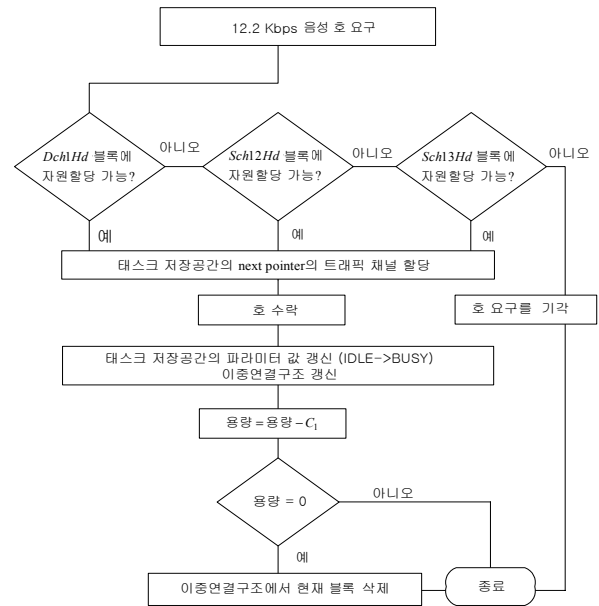 12.2 Kbps 음성 호 요구
Dch1Hd 블록에
자원할당 가능?
아니오
Sch12Hd 블록에
자원할당 가능?
아니오
Sch13Hd 블록에
자원할당 가능?
아니오
예
예
예
태스크 저장공간의 next pointer의 트래픽 채널 할당
호 수락
호 요구를 기각
태스크 저장공간의 파라미터 값 갱신 (IDLE->BUSY)
이중연결구조 갱신
용량=용량-C₁
용량 = 0
아니오
예
이중연결구조에서 현재 블록 삭제
종료